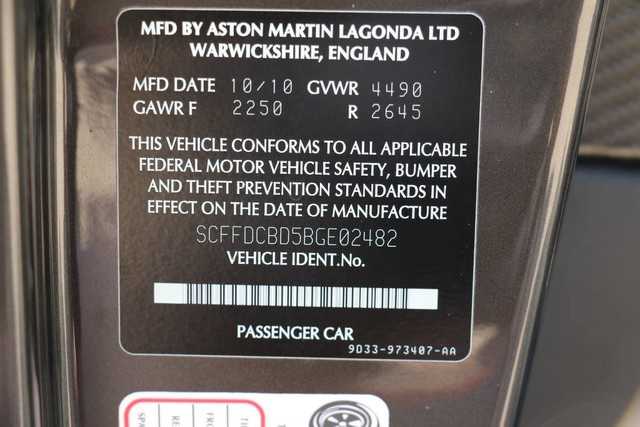 MFD BY ASTON MARTIN LAGONDA LTD
WARWICKSHIRE, ENGLAND
MFD DATE 10/10 GVWR 4490
GAWR F 2250 R 2645
THIS VEHICLE CONFORMS TO ALL APPLICABLE
FEDERAL MOTOR VEHICLE SAFETY, BUMPER
AND THEFT PREVENTION STANDARDS IN
EFFECT ON THE DATE OF MANUFACTURE
SCFFDCBD5BGE02482
VEHICLE IDENT.No.
PASSENGER CAR
9D33-973407-AA